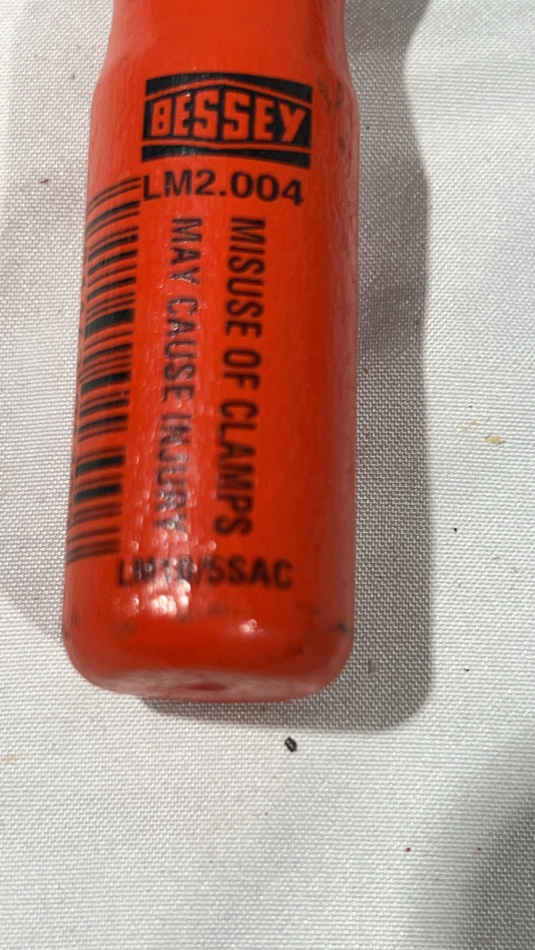 BESSEY
LM2.004
MISUSE OF CLAMPS
MAY CAUSE INJURY